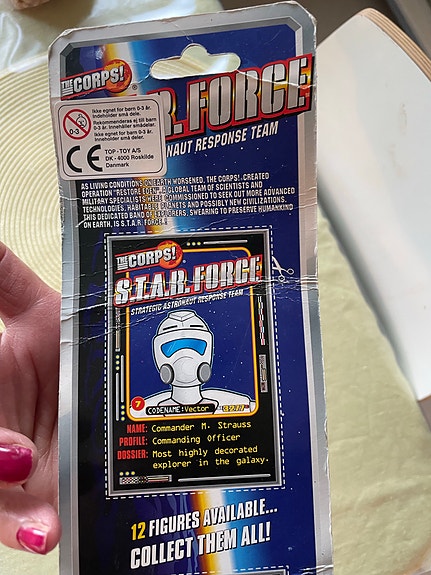 THE CORPS!®
.R.FORCE
NAUT RESPONSE TEAM
0-3
Ikke egnet for børn 0-3 år.
Indeholder små dele.
Rekommenderas ej till barn
0-3 år. Innehåller smådelar.
Ikke egnet for barn 0-3 år.
Inneholder små deler.
CE
TOP-TOY A/S
DK-4000 Roskilde
Danmark
AS LIVING CONDITIONS ON EARTH WORSENED, THE CORPS!® CREATED
OPERATION "RESTORE EDEN", A GLOBAL TEAM OF SCIENTISTS AND
MILITARY SPECIALISTS WERE COMMISSIONED TO SEEK OUT MORE ADVANCED
TECHNOLOGIES, HABITABLE PLANETS AND POSSIBLY NEW CIVILIZATIONS.
THIS DEDICATED BAND OF EXPLORERS, SWEARING TO PRESERVE HUMANKIND
ON EARTH, IS S.T.A.R. FORCE!
THE CORPS!
S.T.A.R. FORCE
STRATEGIC ASTRONAUT RESPONSE TEAM
7
CODENAME: Vector
3277
NAME: Commander M. Strauss
PROFILE: Commanding Officer
DOSSIER: Most highly decorated
explorer in the galaxy.
12 FIGURES AVAILABLE...
COLLECT THEM ALL!